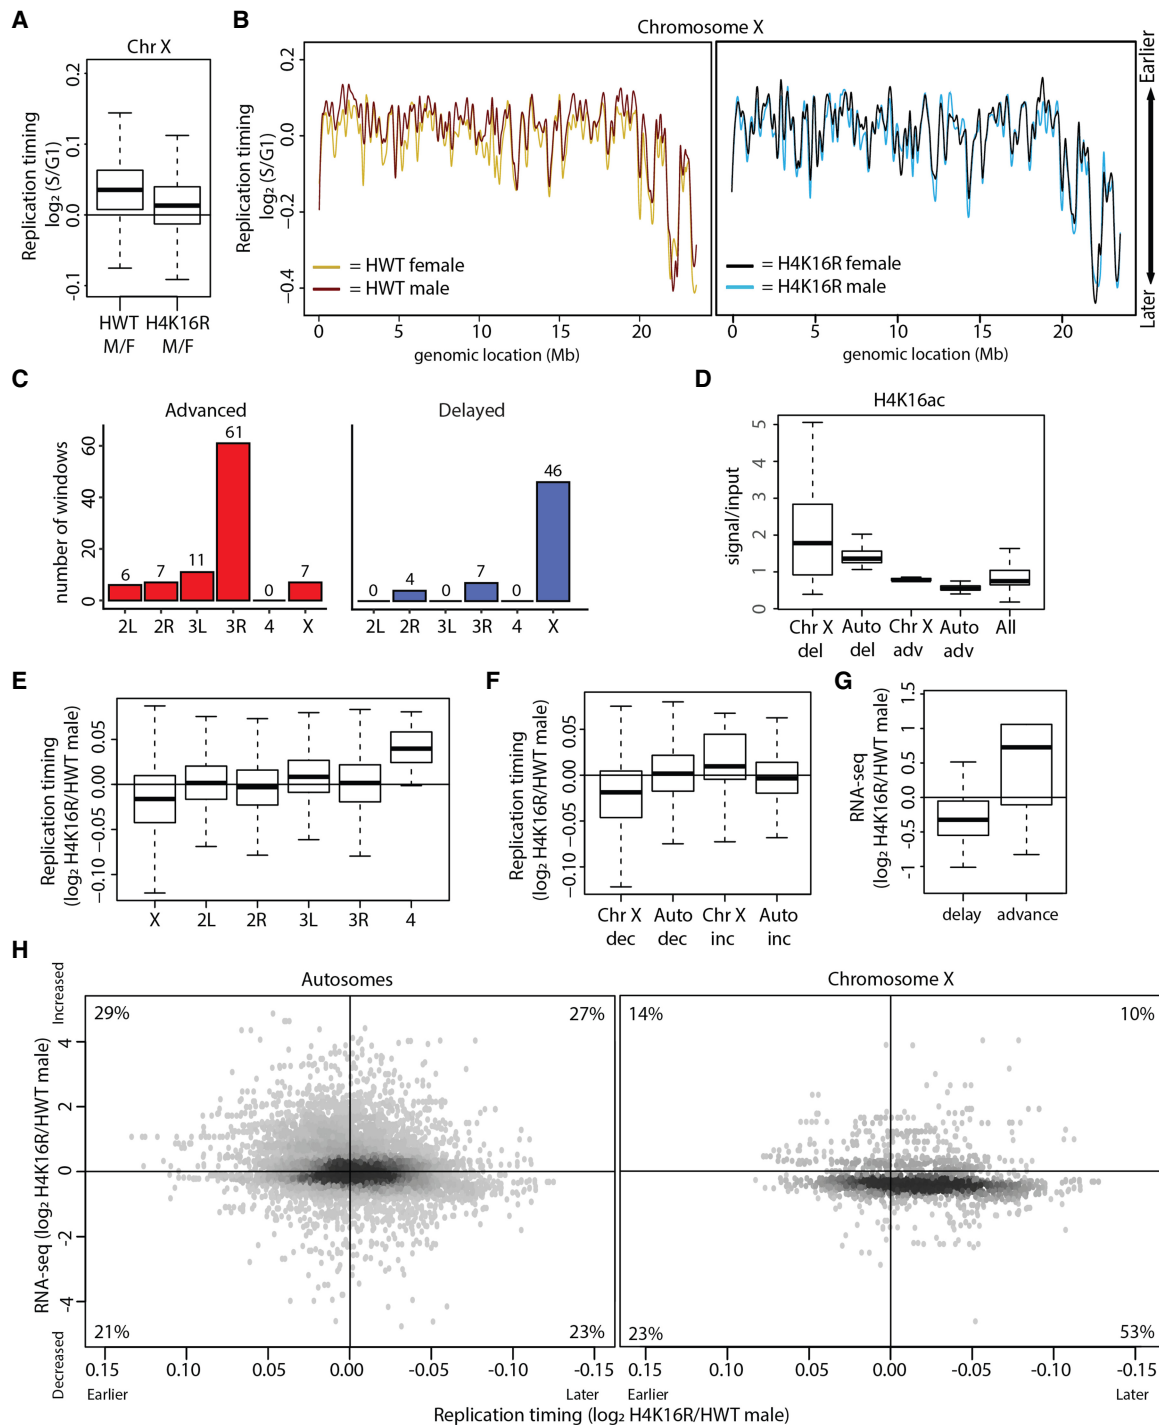 A
Chr X
Replication timing
log₂ (S/G1)
0.2
0.1
0.0
-0.1
HWT H4K16R
M/F M/F
B
Chromosome X
Replication timing
log₂ (S/G1)
0.2
0.0
−0.2
−0.4
= HWT female
= HWT male
0 5 10 15 20
genomic location (Mb)
= H4K16R female
= H4K16R male
0 5 10 15 20
genomic location (Mb)
Earlier
Later
C
Advanced
number of windows
60
20
0
6 7 11 61 0 7
2L 2R 3L 3R 4 X
Delayed
0 4 0 7 0 46
2L 2R 3L 3R 4 X
D
H4K16ac
signal/input
5
4
3
2
1
0
Chr X Auto Chr X Auto All
del del adv adv
E
Replication timing
(log₂ H4K16R/HWT male)
0.05
0.00
−0.05
−0.10
X 2L 2R 3L 3R 4
F
Replication timing
(log₂ H4K16R/HWT male)
0.05
0.00
−0.05
−0.10
Chr X Auto Chr X Auto
dec dec inc inc
G
RNA-seq
(log₂ H4K16R/HWT male)
1.5
1
0.5
0.0
-0.5
-1
delay advance
H
Autosomes
Chromosome X
RNA-seq (log₂ H4K16R/HWT male)
Increased
Decreased
4
2
0
-2
-4
29% 27%
21% 23%
14% 10%
23% 53%
0.15 0.10 0.05 0.00 -0.05 -0.10 -0.15
Earlier Later
0.15 0.10 0.05 0.00 -0.05 -0.10 -0.15
Earlier Later
Replication timing (log₂ H4K16R/HWT male)